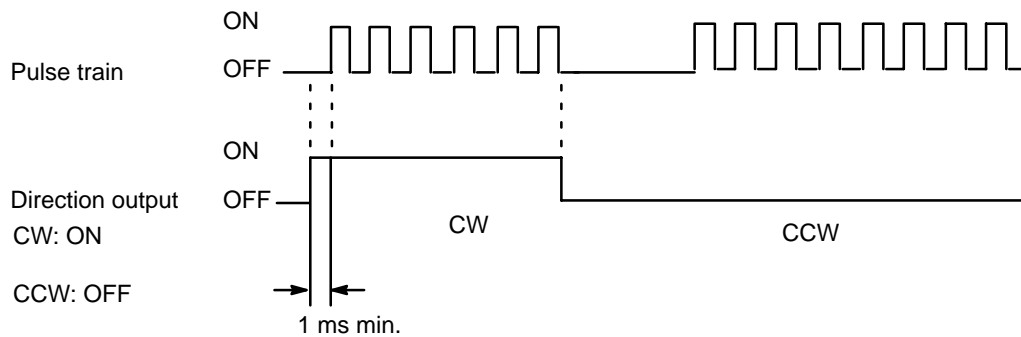 ON
Pulse train OFF
ON
Direction output OFF
CW: ON
CW
CCW
CCW: OFF
1 ms min.